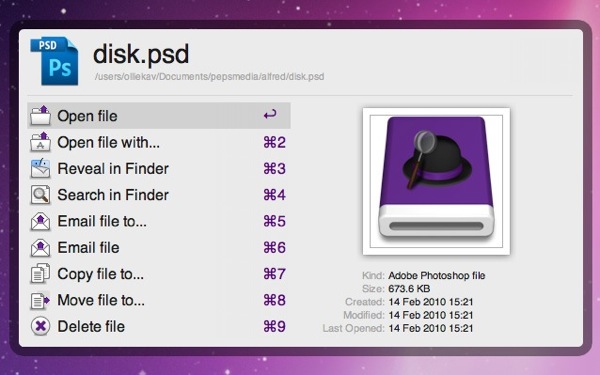 PSD
Ps
disk.psd
/users/olliekav/Documents/pepsmedia/alfred/disk.psd
Open file ↩
Open file with... ⌘2
Reveal in Finder ⌘3
Search in Finder ⌘4
Email file to... ⌘5
Email file ⌘6
Copy file to... ⌘7
Move file to... ⌘8
Delete file ⌘9
Kind: Adobe Photoshop file
Size: 673.6 KB
Created: 14 Feb 2010 15:21
Modified: 14 Feb 2010 15:21
Last Opened: 14 Feb 2010 15:21